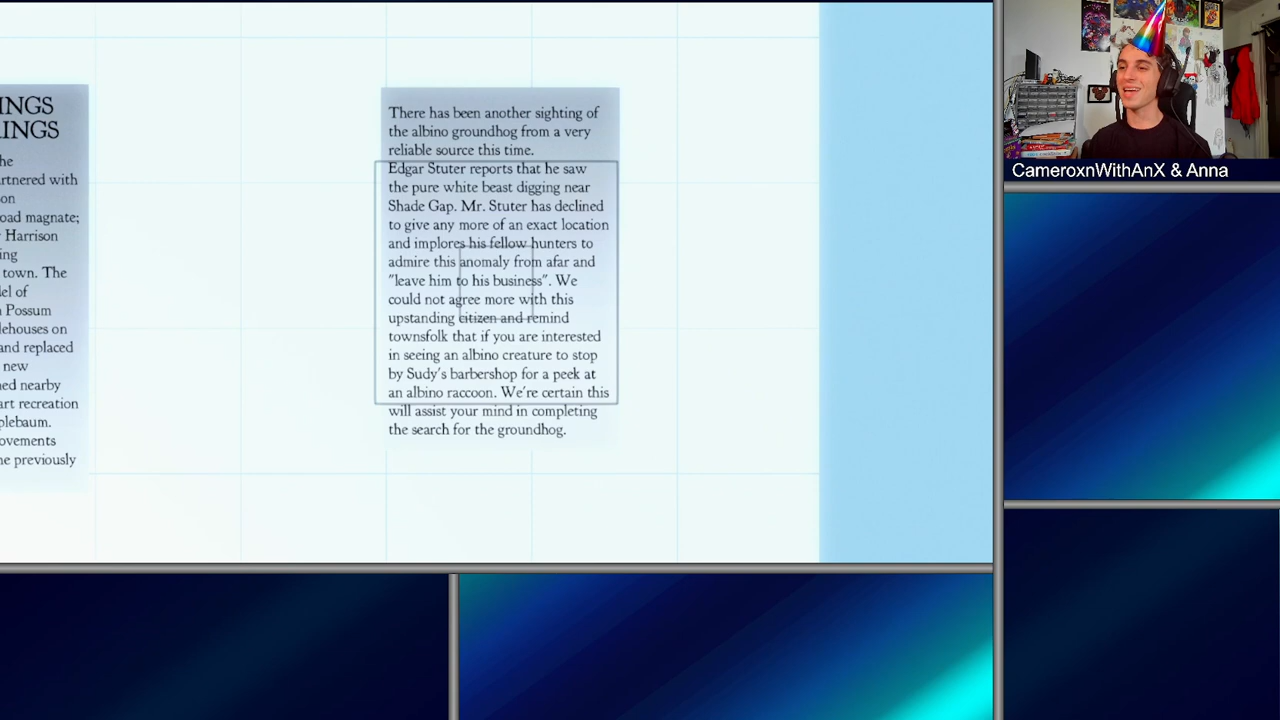 INGS
INGS
he
rtnered with
on
oad magnate;
Harrison
ing
town. The
el of
Possum
lehouses on
and replaced
new
ned nearby
art recreation
plebaum.
ovements
ne previously
There has been another sighting of
the albino groundhog from a very
reliable source this time.
Edgar Stuter reports that he saw
the pure white beast digging near
Shade Gap. Mr. Stuter has declined
to give any more of an exact location
and implores his fellow hunters to
admire this anomaly from afar and
"leave him to his business". We
could not agree more with this
upstanding citizen and remind
townsfolk that if you are interested
in seeing an albino creature to stop
by Sudy's barbershop for a peek at
an albino raccoon. We're certain this
will assist your mind in completing
the search for the groundhog.
CameroxnWithAnX & Anna